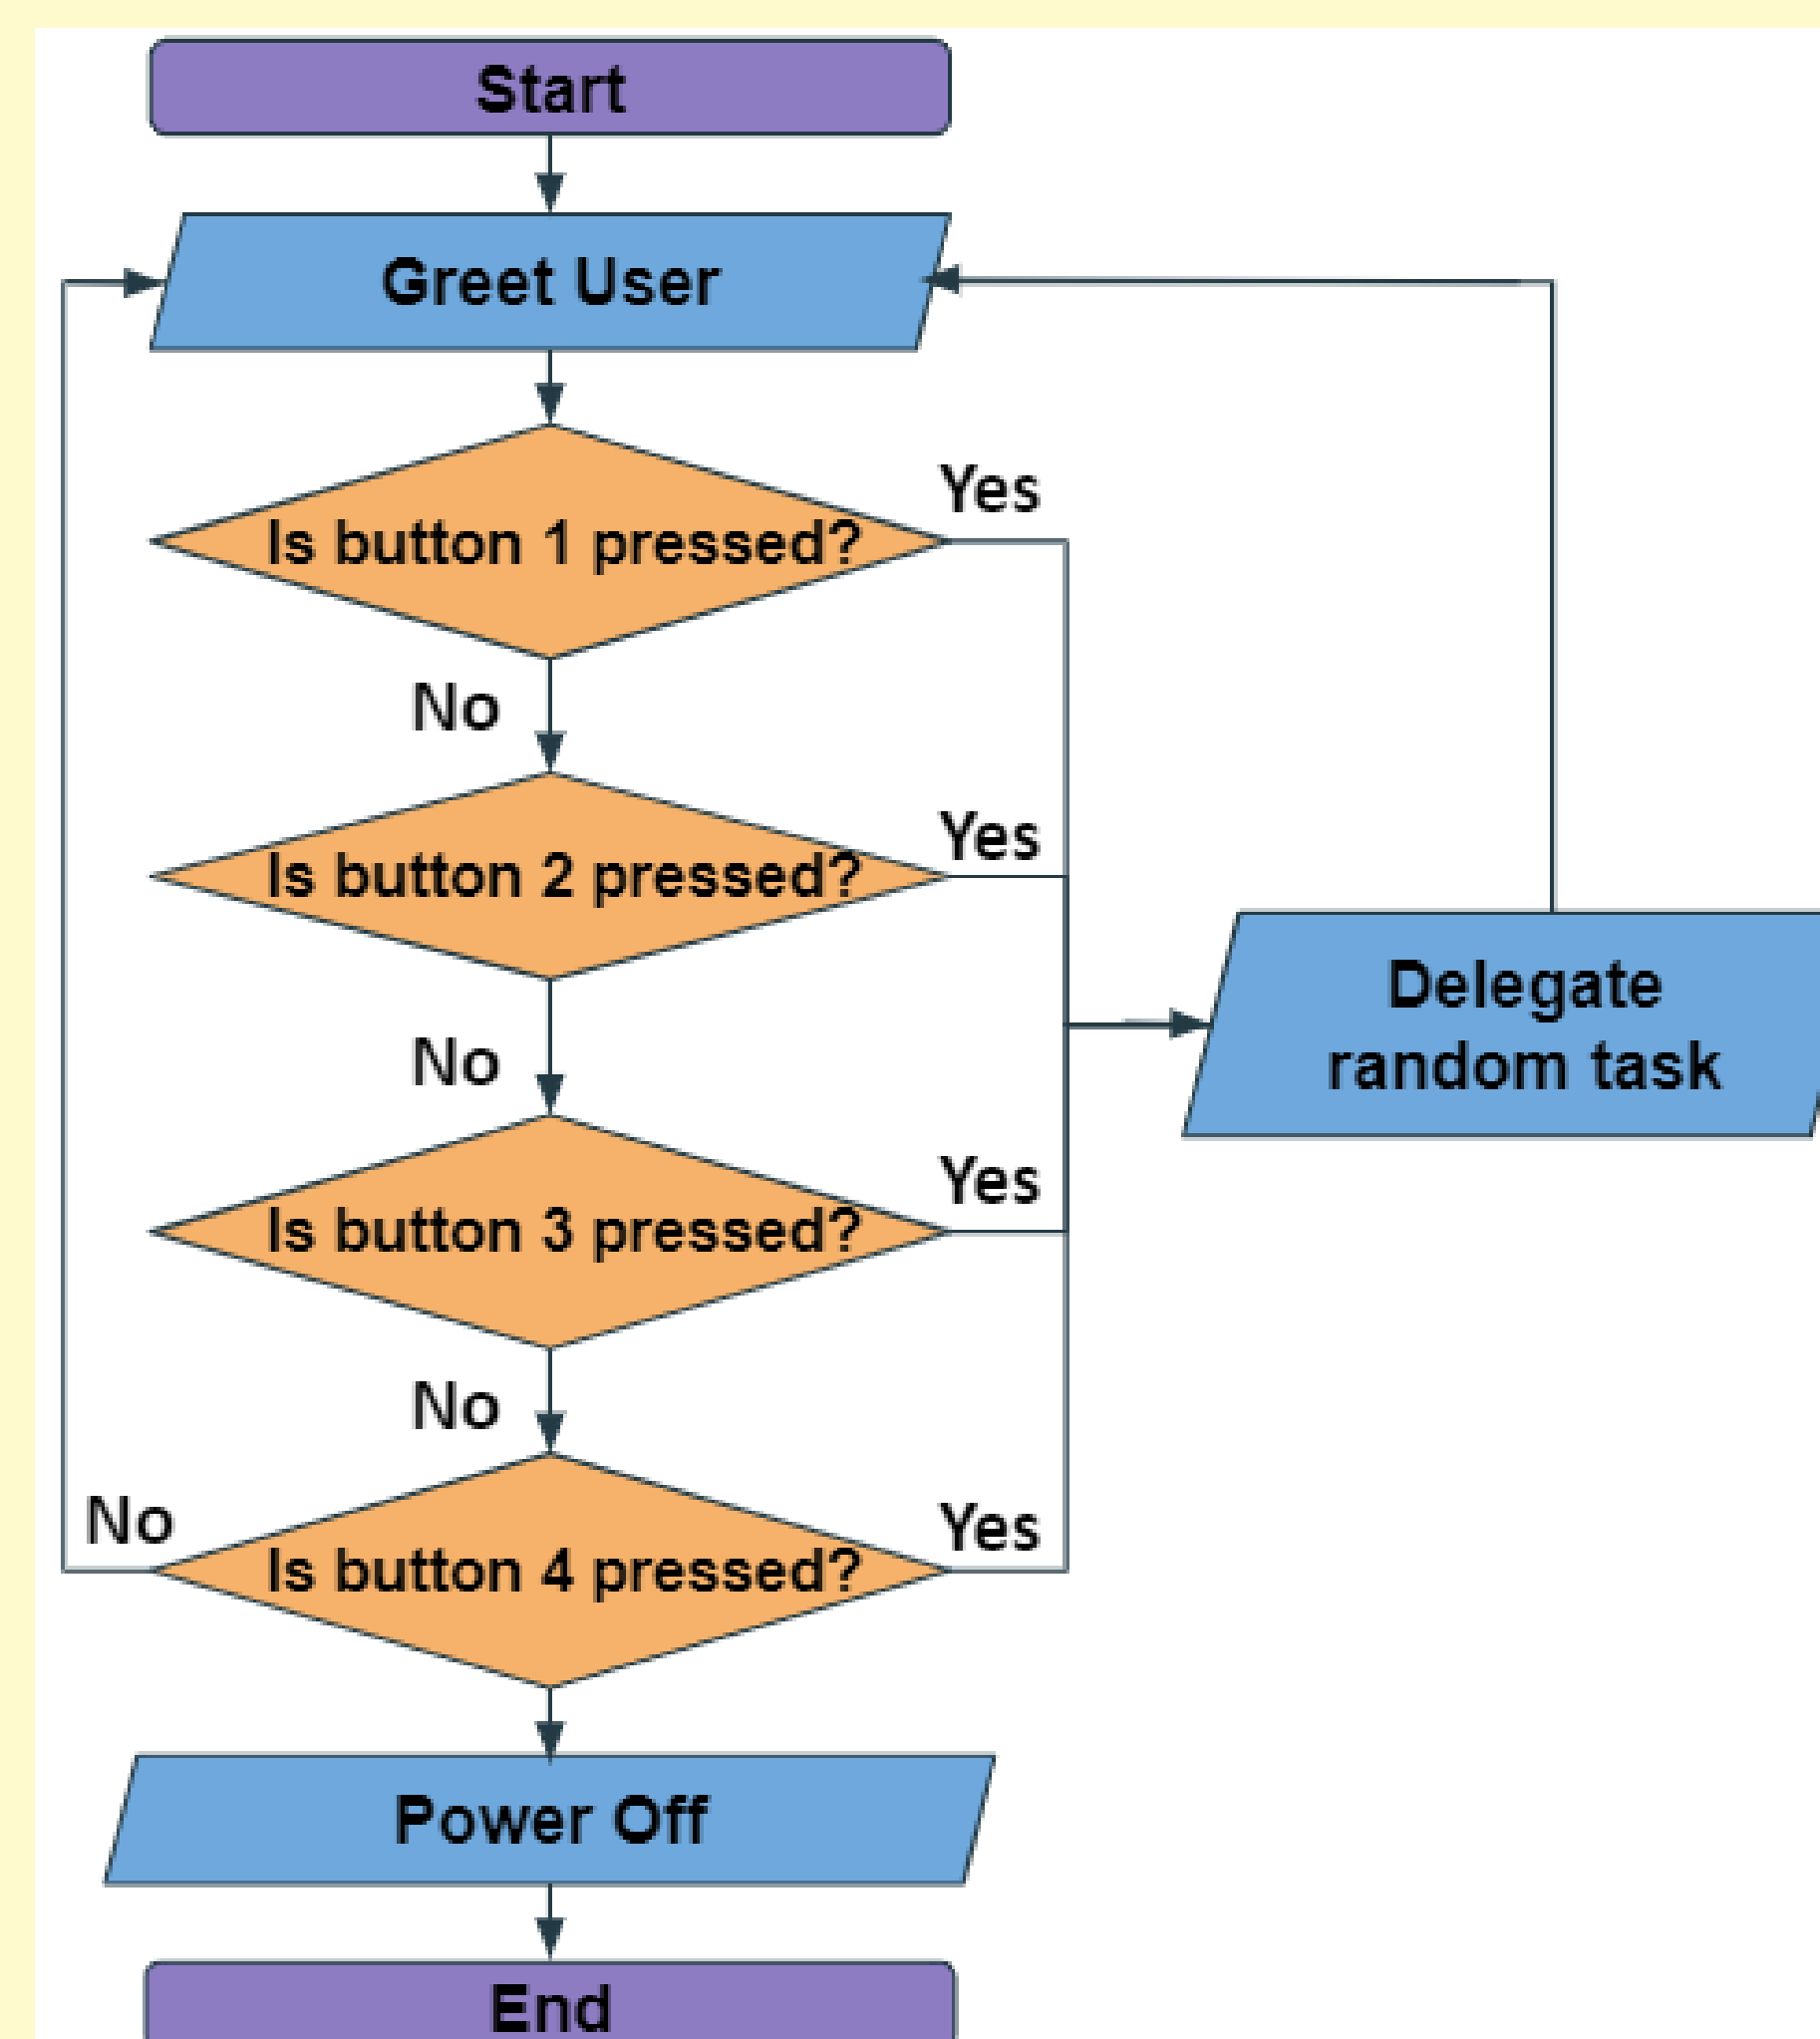 Start
Greet User
Is button 1 pressed?
Yes
No
Is button 2 pressed?
Yes
No
Delegate
random task
Is button 3 pressed?
Yes
No
Is button 4 pressed?
No
Yes
Power Off
End